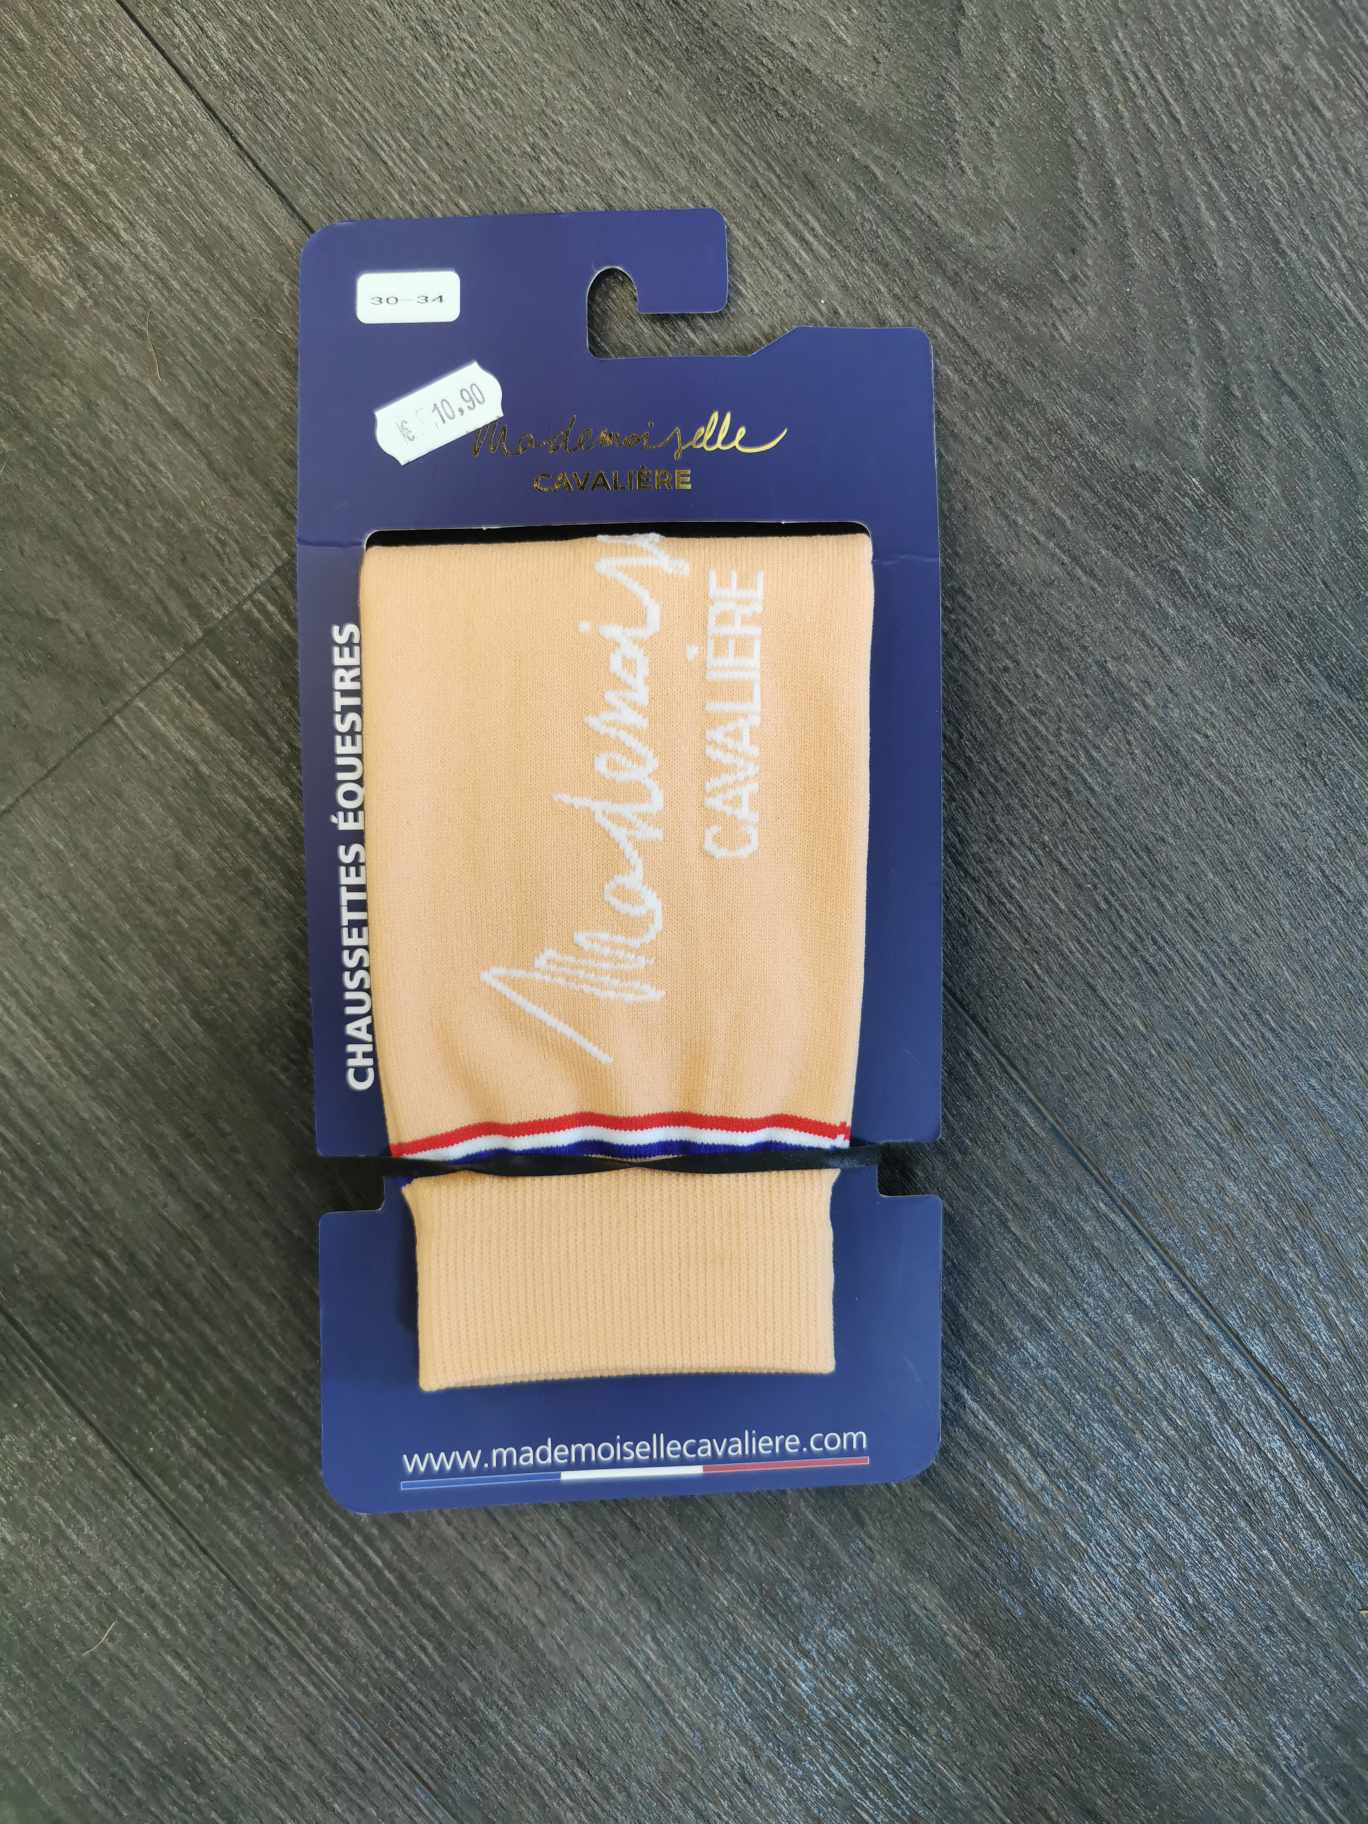 30-34
10,90
Mademoiselle
CAVALIÈRE
CHAUSSETTES ÉQUESTRES
CAVALIÈRE
www.mademoisellecavaliere.com